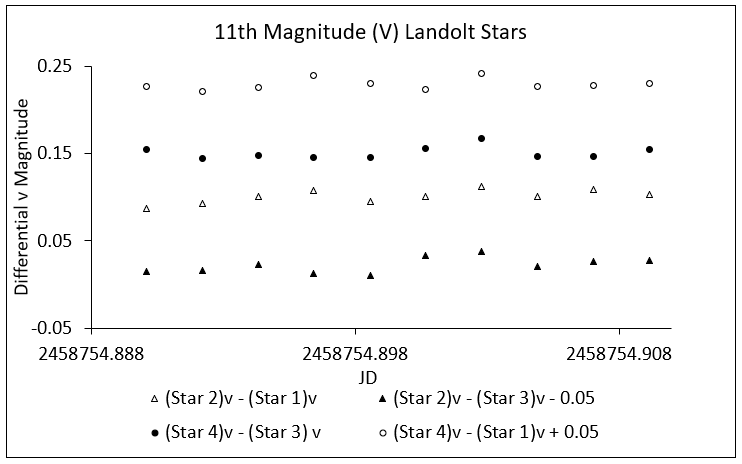 11th Magnitude (V) Landolt Stars
Differential v Magnitude
0.25
0.15
0.05
-0.05
2458754.888 2458754.898 2458754.908
JD
(Star 2)v - (Star 1)v (Star 2)v - (Star 3)v - 0.05
(Star 4)v - (Star 3) v (Star 4)v - (Star 1)v + 0.05